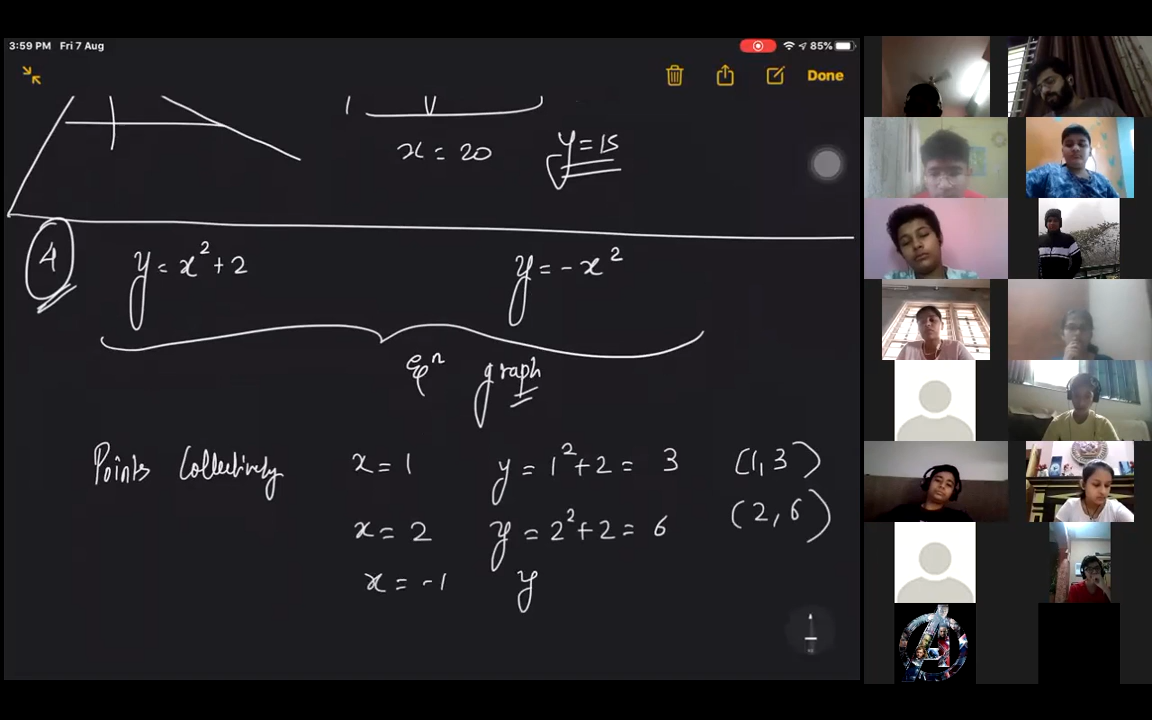 3:59 PM Fri 7 Aug 85%
Done
x = 20
y = 15
4
y = x² + 2 y = -x²
Eqⁿ graph
Points Collectively x = 1 y = 1² + 2 = 3 (1, 3)
x = 2 y = 2² + 2 = 6 (2, 6)
x = -1 y